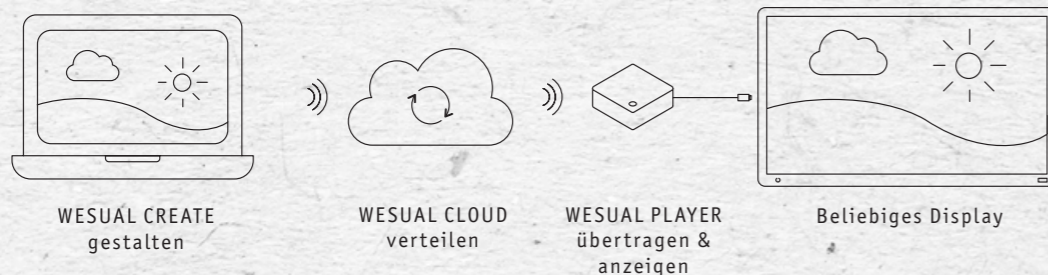 WESUAL CREATE
gestalten
WESUAL CLOUD
verteilen
WESUAL PLAYER
übertragen &
anzeigen
Beliebiges Display